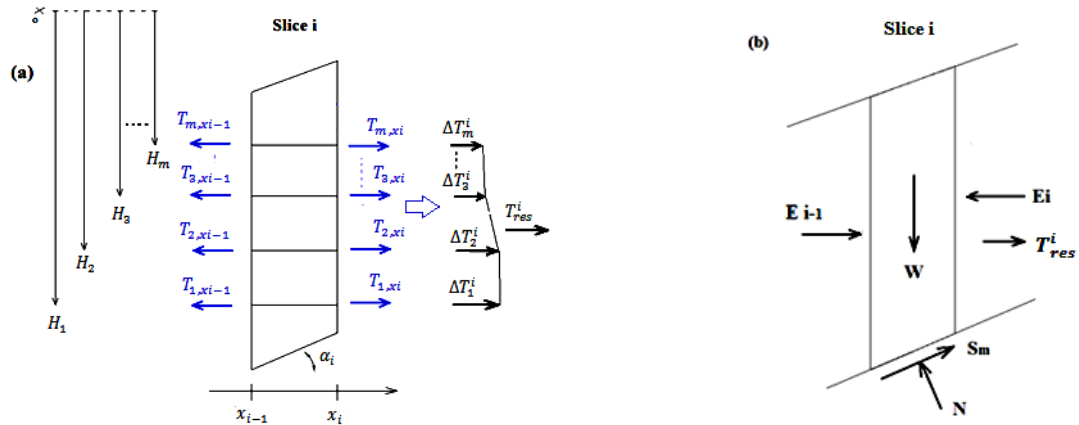 x₀
Slice i
(a)
T_{m,xi−1}
T_{m,xi}
ΔT_m^i
H_m
T_{3,xi−1}
T_{3,xi}
ΔT_3^i
H_3
T_{res}^i
T_{2,xi−1}
T_{2,xi}
ΔT_2^i
H_2
T_{1,xi−1}
T_{1,xi}
ΔT_1^i
H_1
α_i
x_{i−1}
x_i
Slice i
(b)
E i-1
Ei
W
T_{res}^i
Sm
N